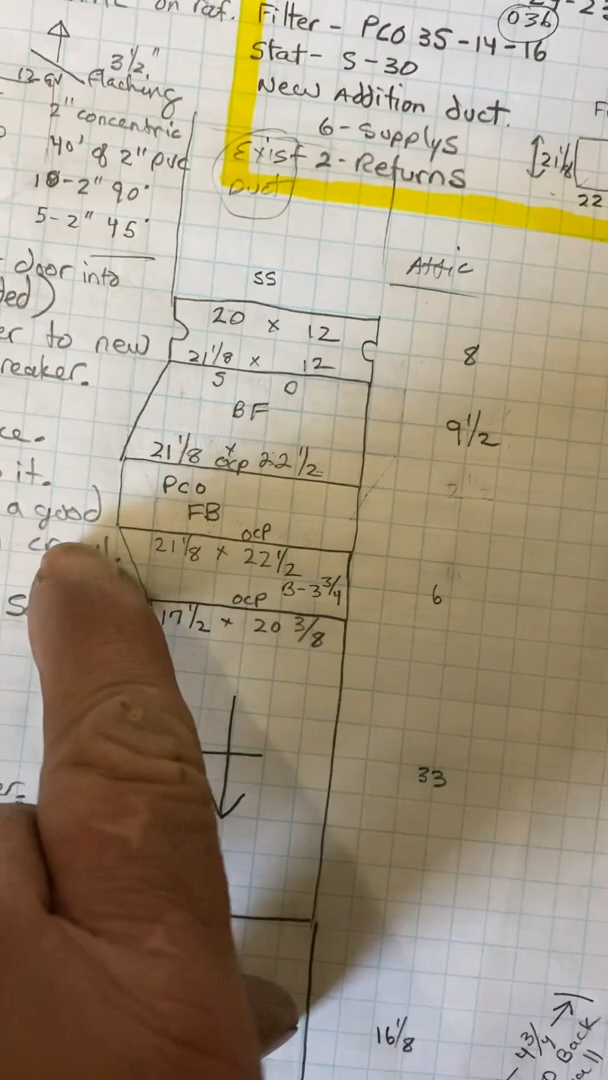 on roof.
Filter - PCO 35-14-16
036
Stat - S-30
New Addition duct.
6 - Supplys
Exist 2 - Returns
Duct
21 1/8
22
3 1/2"
flashing
2" concentric
40' of 2" pvc
10 - 2" 90°
5 - 2" 45°
door into
er to new
reaker.
ce.
it.
a good
SS
Attic
20 x 12
21 1/8 x 12
8
S O
BF
9 1/2
21 1/8 x 22 1/2
OCP
PCO
FB
OCP
21 1/8 x 22 1/2
B-3 3/4
6
OCP
17 1/2 x 20 3/8
33
16 1/8
4 3/4
Back